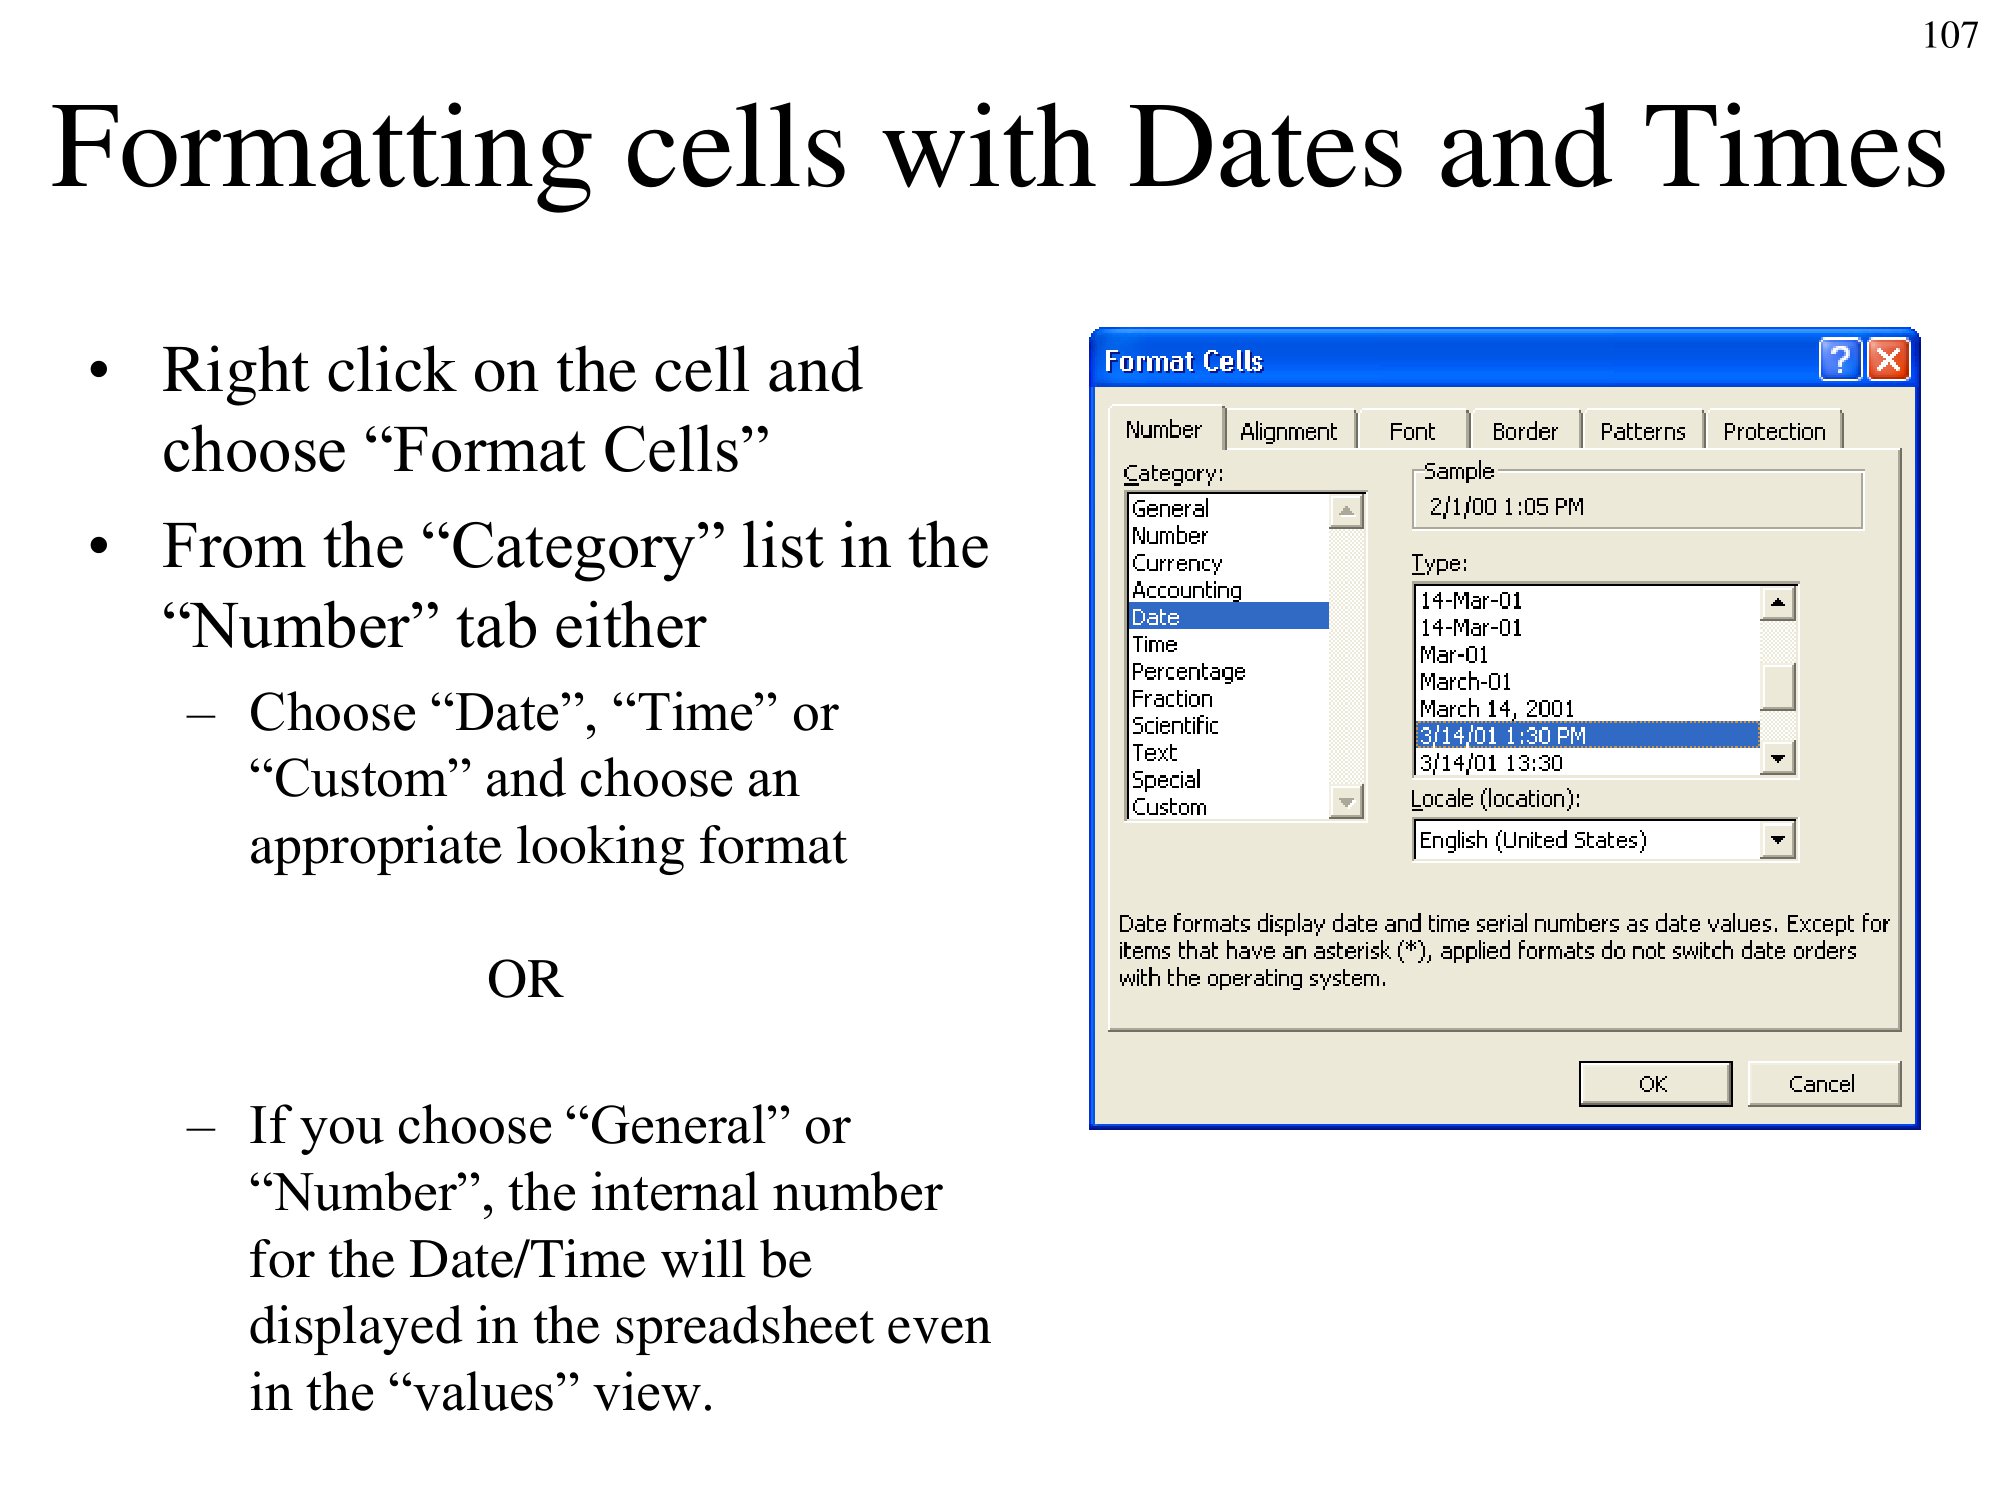 107
Formatting cells with Dates and Times
• Right click on the cell and
choose “Format Cells”
• From the “Category” list in the
“Number” tab either
– Choose “Date”, “Time” or
“Custom” and choose an
appropriate looking format
OR
– If you choose “General” or
“Number”, the internal number
for the Date/Time will be
displayed in the spreadsheet even
in the “values” view.
Format Cells
Number Alignment Font Border Patterns Protection
Category:
General
Number
Currency
Accounting
Date
Time
Percentage
Fraction
Scientific
Text
Special
Custom
Sample
2/1/00 1:05 PM
Type:
14-Mar-01
14-Mar-01
Mar-01
March-01
March 14, 2001
3/14/01 1:30 PM
3/14/01 13:30
Locale (location):
English (United States)
Date formats display date and time serial numbers as date values. Except for
items that have an asterisk (*), applied formats do not switch date orders
with the operating system.
OK Cancel